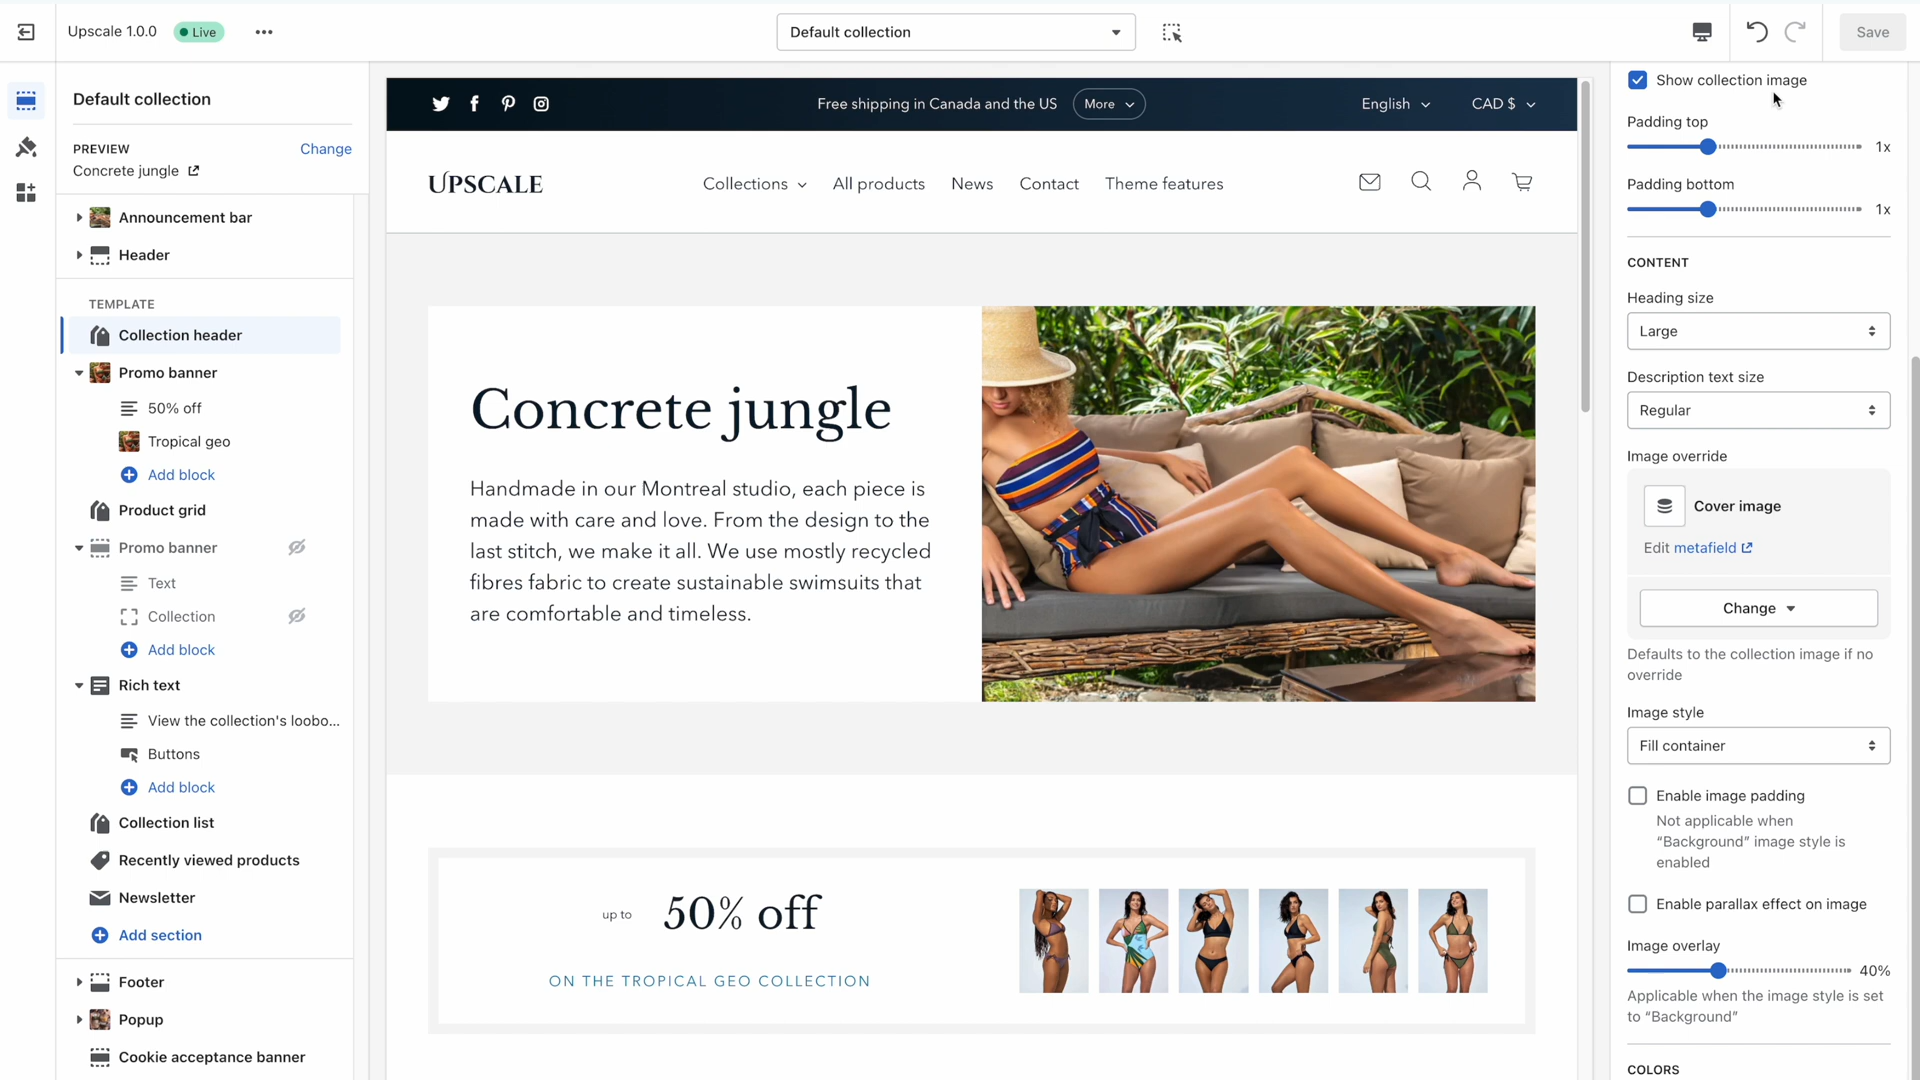 Upscale 1.0.0
Live
Default collection
Save
Default collection
PREVIEW
Change
Concrete jungle
Announcement bar
Header
TEMPLATE
Collection header
Promo banner
50% off
Tropical geo
Add block
Product grid
Promo banner
Text
Collection
Add block
Rich text
View the collection's loobo...
Buttons
Add block
Collection list
Recently viewed products
Newsletter
Add section
Footer
Popup
Cookie acceptance banner
Free shipping in Canada and the US
More
English
CAD $
UPSCALE
Collections
All products
News
Contact
Theme features
Concrete jungle
Handmade in our Montreal studio, each piece is
made with care and love. From the design to the
last stitch, we make it all. We use mostly recycled
fibres fabric to create sustainable swimsuits that
are comfortable and timeless.
up to 50% off
ON THE TROPICAL GEO COLLECTION
Show collection image
Padding top
1x
Padding bottom
1x
CONTENT
Heading size
Large
Description text size
Regular
Image override
Cover image
Edit metafield
Change
Defaults to the collection image if no
override
Image style
Fill container
Enable image padding
Not applicable when
“Background” image style is
enabled
Enable parallax effect on image
Image overlay
40%
Applicable when the image style is set
to “Background”
COLORS